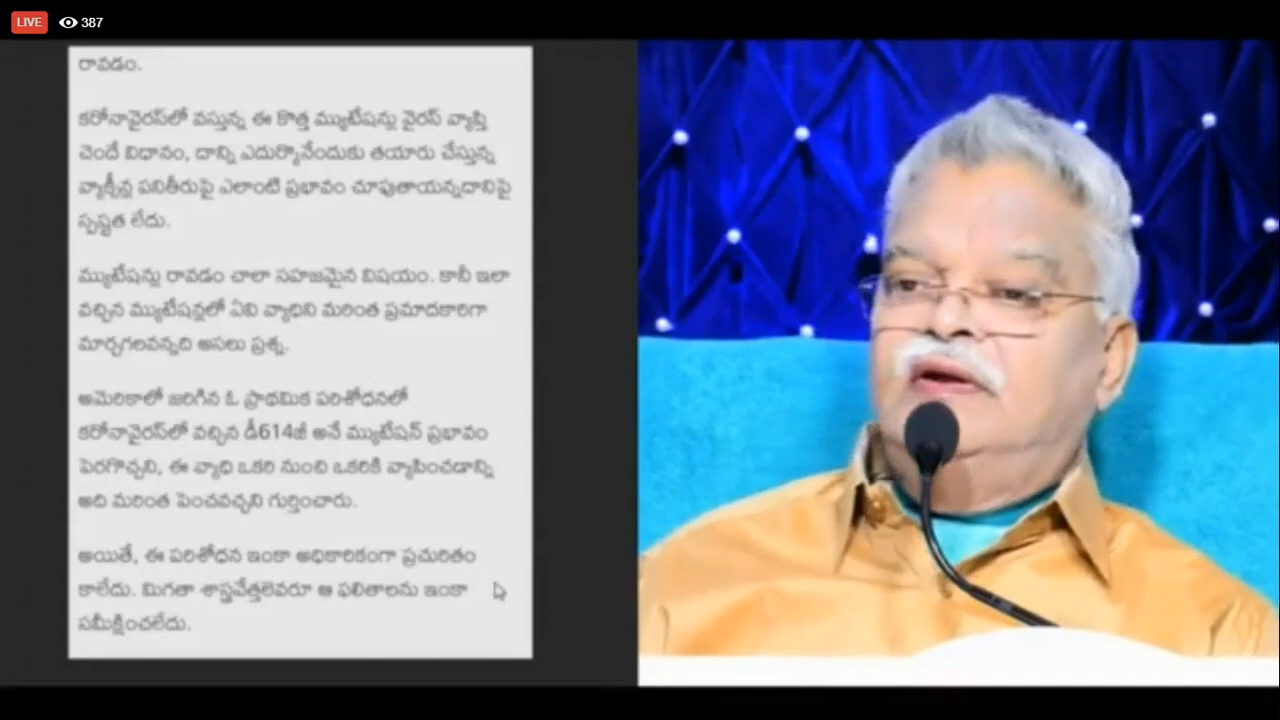 LIVE 387
రావడం.
కరోనావైరస్‌లో వస్తున్న ఈ కొత్త మ్యుటేషన్లు వైరస్ వ్యాప్తి
చెందే విధానం, దాన్ని ఎదుర్కొనేందుకు తయారు చేస్తున్న
వ్యాక్సీన్ల పనితీరుపై ఎలాంటి ప్రభావం చూపుతాయన్నదానిపై
స్పష్టత లేదు.
మ్యుటేషన్లు రావడం చాలా సహజమైన విషయం. కానీ ఇలా
వచ్చిన మ్యుటేషన్లలో ఏవి వ్యాధిని మరింత ప్రమాదకారిగా
మార్చగలవన్నది అసలు ప్రశ్న.
అమెరికాలో జరిగిన ఓ ప్రాథమిక పరిశోధనలో
కరోనావైరస్‌లో వచ్చిన డీ614జీ అనే మ్యుటేషన్ ప్రభావం
పెరగొచ్చని, ఈ వ్యాధి ఒకరి నుంచి ఒకరికి వ్యాపించడాన్ని
అది మరింత పెంచవచ్చని గుర్తించారు.
అయితే, ఈ పరిశోధన ఇంకా అధికారికంగా ప్రచురితం
కాలేదు. మిగతా శాస్త్రవేత్తలెవరూ ఆ ఫలితాలను ఇంకా
సమీక్షించలేదు.